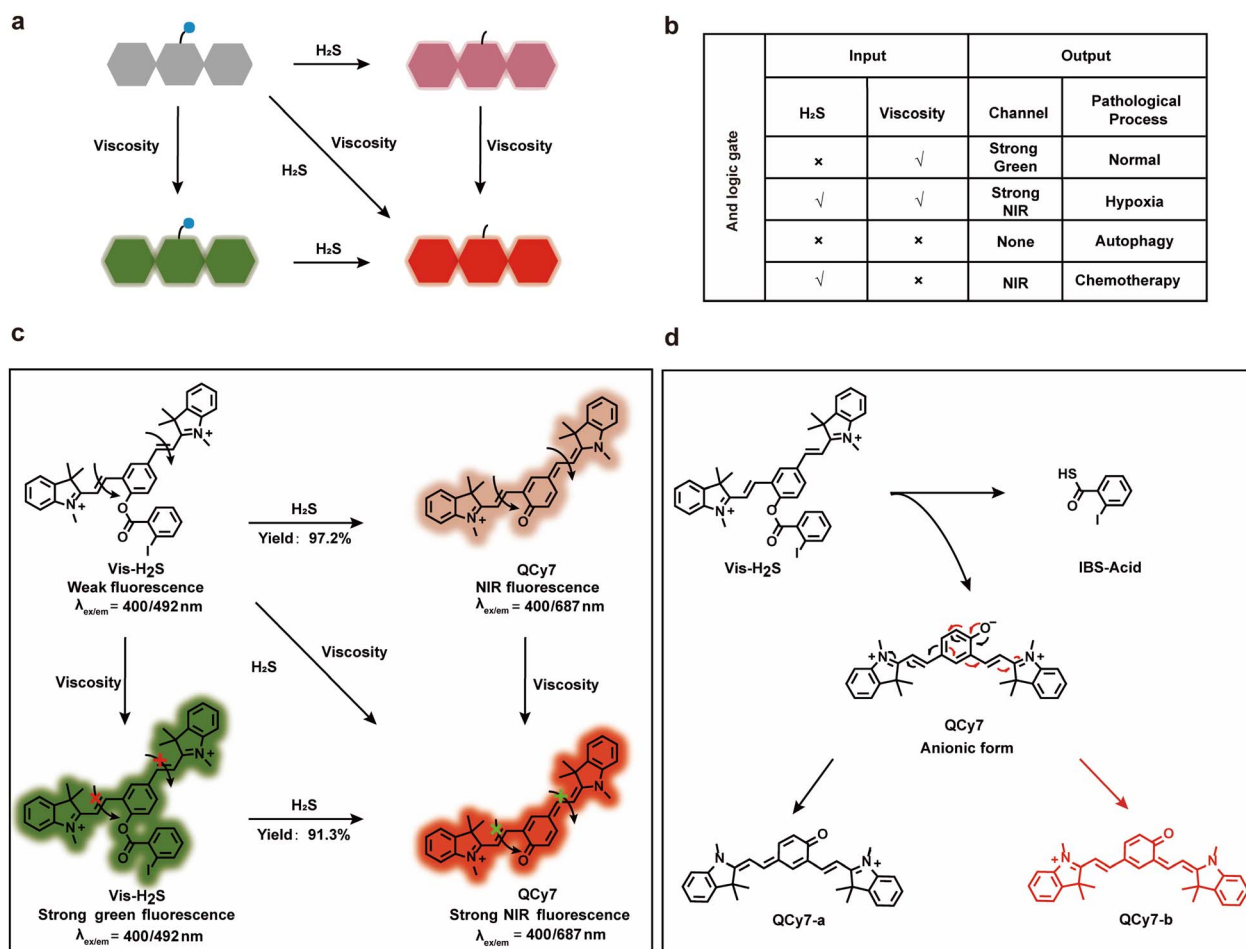 a
H₂S
Viscosity
Viscosity
H₂S
Viscosity
H₂S
b
And logic gate
Input
Output
H₂S
Viscosity
Channel
Pathological
Process
×
√
Strong
Green
Normal
√
√
Strong
NIR
Hypoxia
×
×
None
Autophagy
√
×
NIR
Chemotherapy
c
N
+
N
+
O
O
I
Vis-H₂S
Weak fluorescence
λex/em = 400/492 nm
H₂S
Yield: 97.2%
N
N
+
O
QCy7
NIR fluorescence
λex/em = 400/687 nm
Viscosity
H₂S
Viscosity
Viscosity
N
+
N
+
O
O
I
Vis-H₂S
Strong green fluorescence
λex/em = 400/492 nm
H₂S
Yield: 91.3%
N
N
+
O
QCy7
Strong NIR fluorescence
λex/em = 400/687 nm
d
N
+
N
+
O
O
I
Vis-H₂S
HS
O
I
IBS-Acid
O⁻
N
+
N
+
QCy7
Anionic form
O
N
N
+
QCy7-a
O
N
+
N
QCy7-b